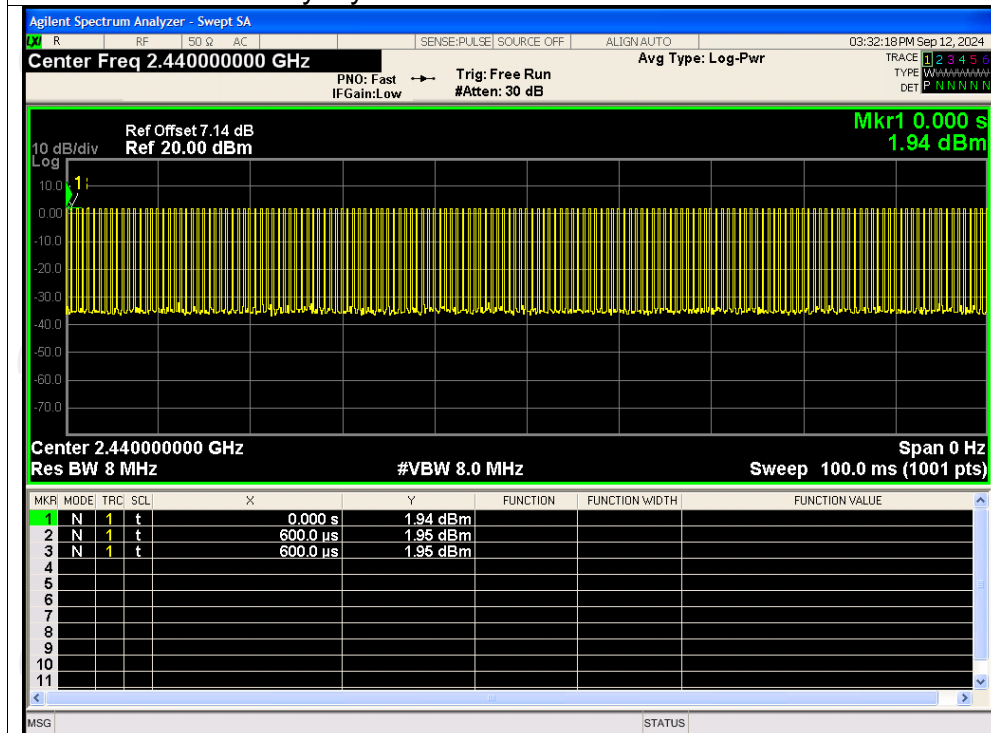 Agilent Spectrum Analyzer - Swept SA
LXI R RF 50 Ω AC SENSE:PULSE SOURCE OFF ALIGN AUTO 03:32:18 PM Sep 12, 2024
Center Freq 2.440000000 GHz
PNO: Fast
IFGain:Low
Trig: Free Run
#Atten: 30 dB
Avg Type: Log-Pwr
TRACE 1 2 3 4 5 6
TYPE
DET P N N N N N
Mkr1 0.000 s
1.94 dBm
Ref Offset 7.14 dB
10 dB/div Ref 20.00 dBm
Log
10.0
0.00
-10.0
-20.0
-30.0
-40.0
-50.0
-60.0
-70.0
1
Center 2.440000000 GHz Span 0 Hz
Res BW 8 MHz #VBW 8.0 MHz Sweep 100.0 ms (1001 pts)
MKR MODE TRC SCL X Y FUNCTION FUNCTION WIDTH FUNCTION VALUE
1 N 1 t 0.000 s 1.94 dBm
2 N 1 t 600.0 µs 1.95 dBm
3 N 1 t 600.0 µs 1.95 dBm
4
5
6
7
8
9
10
11
MSG STATUS